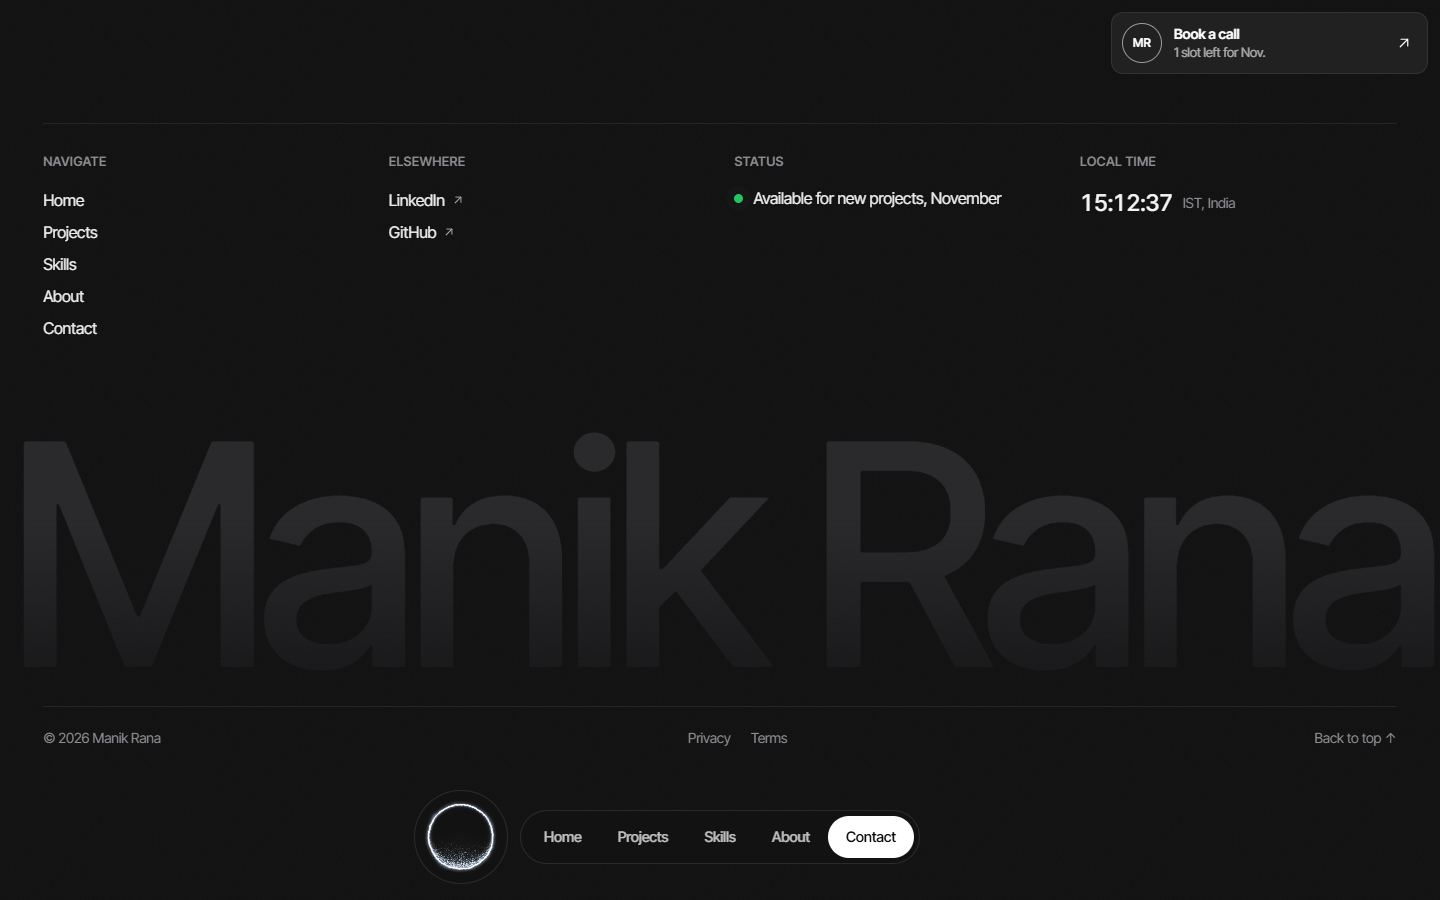 MR
Book a call
1 slot left for Nov.
NAVIGATE
Home
Projects
Skills
About
Contact
ELSEWHERE
LinkedIn ↗
GitHub ↗
STATUS
Available for new projects, November
LOCAL TIME
15:12:37 IST, India
Manik Rana
© 2026 Manik Rana
Privacy Terms
Back to top ↑
Home Projects Skills About Contact